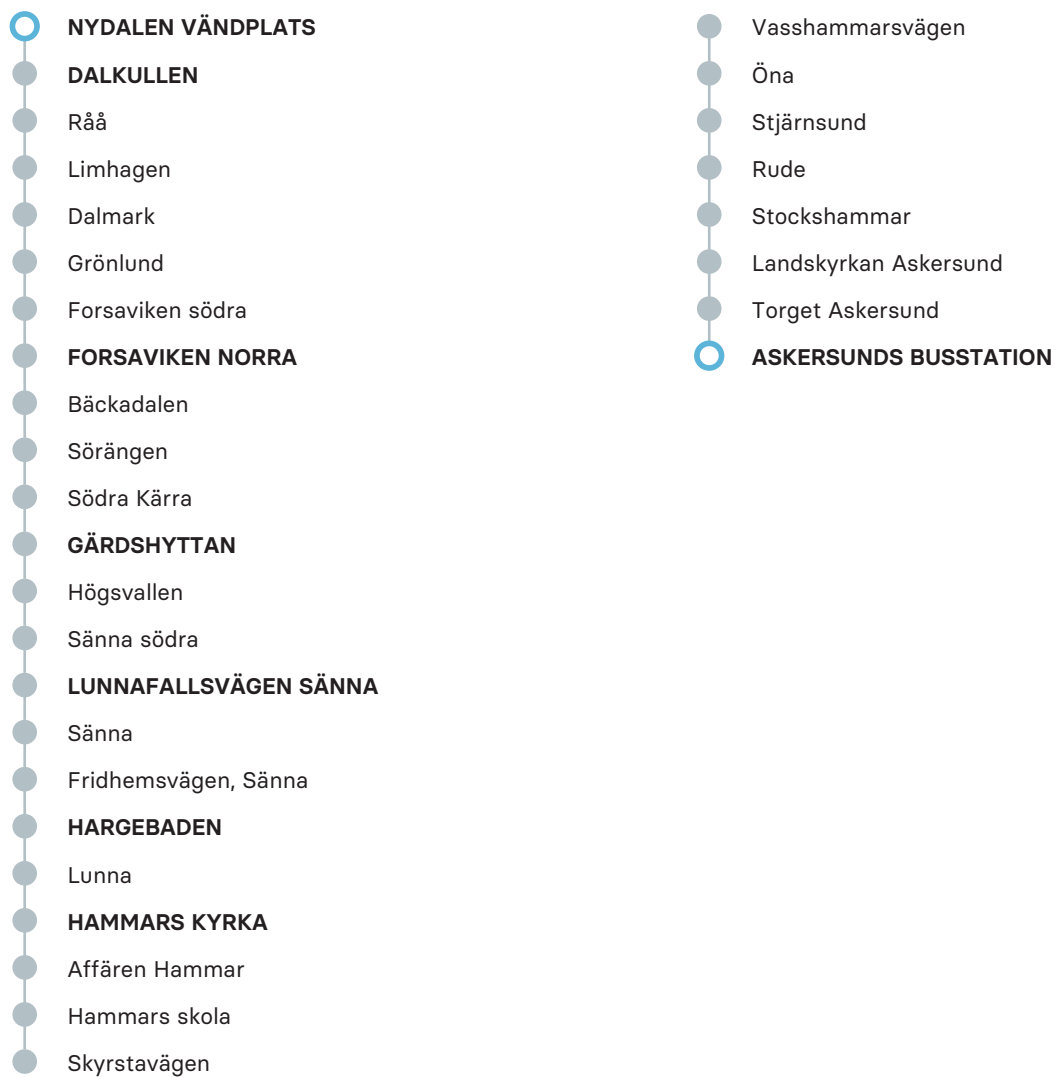 NYDALEN VÄNDPLATS
DALKULLEN
Råå
Limhagen
Dalmark
Grönlund
Forsaviken södra
FORSAVIKEN NORRA
Bäckadalen
Sörängen
Södra Kärra
GÄRDSHYTTAN
Högsvallen
Sänna södra
LUNNAFALLSVÄGEN SÄNNA
Sänna
Fridhemsvägen, Sänna
HARGEBADEN
Lunna
HAMMARS KYRKA
Affären Hammar
Hammars skola
Skyrstavägen
Vasshammarsvägen
Öna
Stjärnsund
Rude
Stockshammar
Landskyrkan Askersund
Torget Askersund
ASKERSUNDS BUSSTATION